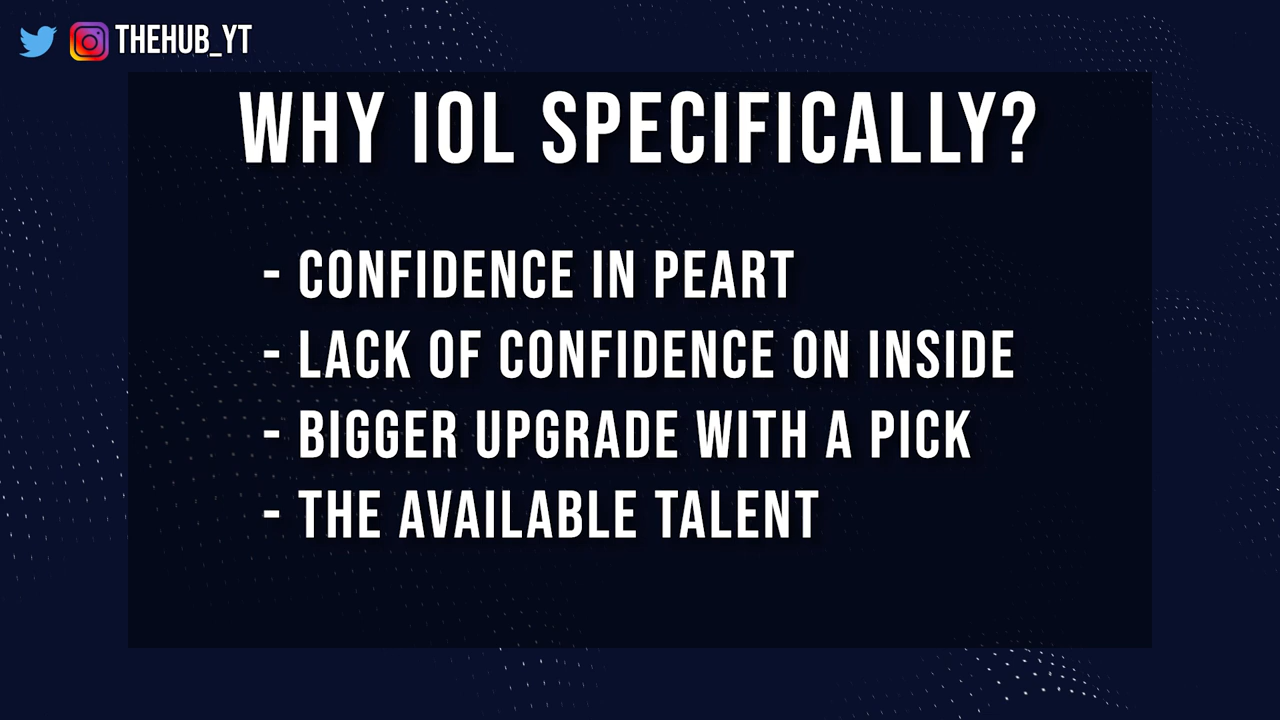 THEHUB_YT
WHY IOL SPECIFICALLY?
- CONFIDENCE IN PEART
- LACK OF CONFIDENCE ON INSIDE
- BIGGER UPGRADE WITH A PICK
- THE AVAILABLE TALENT